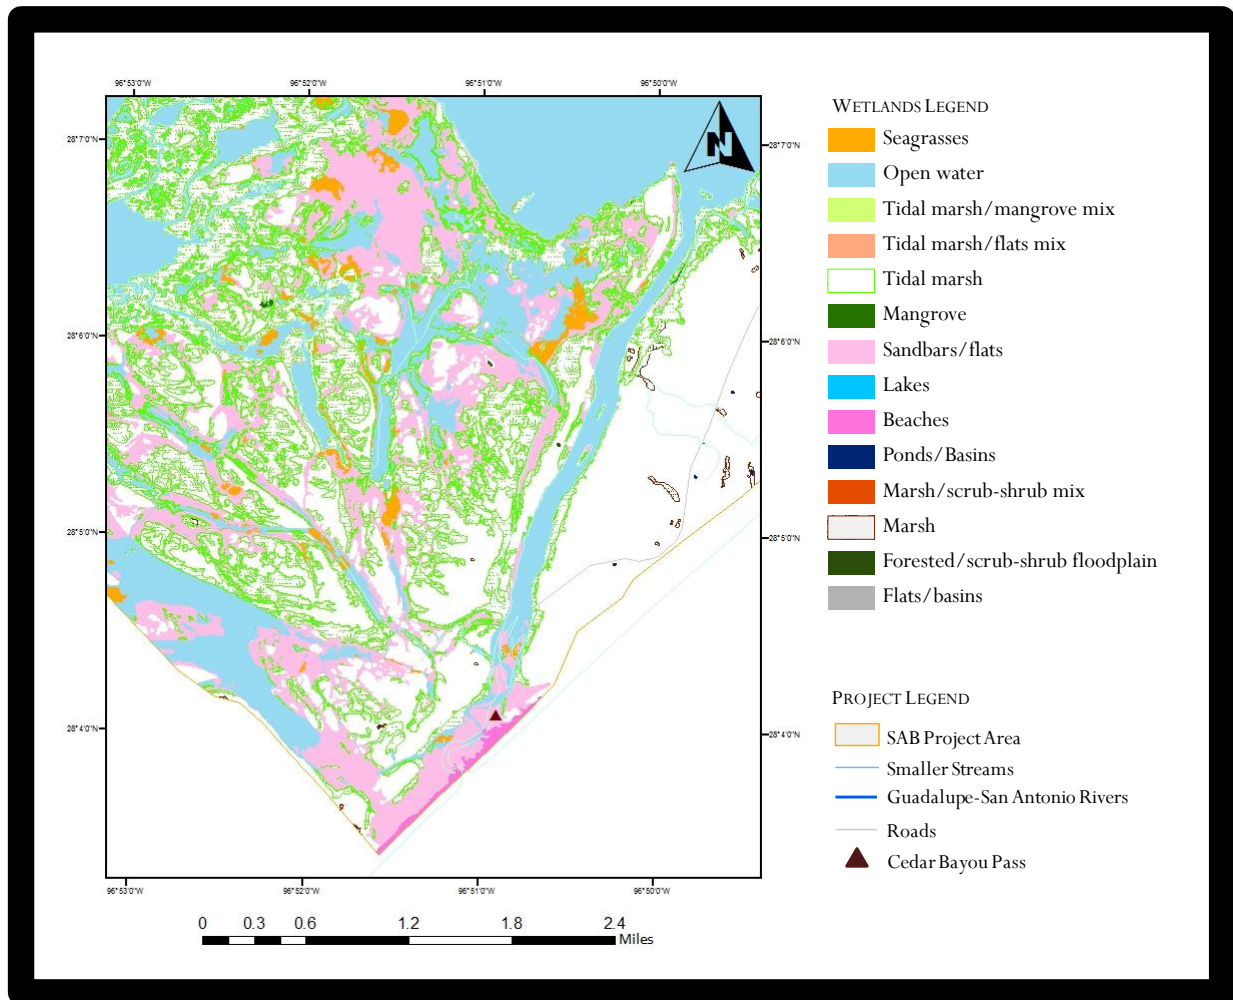 96°53'0"W 96°52'0"W 96°51'0"W 96°50'0"W
28°7'0"N
28°6'0"N
28°5'0"N
28°4'0"N
N
28°7'0"N
28°6'0"N
28°5'0"N
28°4'0"N
96°53'0"W 96°52'0"W 96°51'0"W 96°50'0"W
0 0.3 0.6 1.2 1.8 2.4
Miles
WETLANDS LEGEND
Seagrasses
Open water
Tidal marsh/mangrove mix
Tidal marsh/flats mix
Tidal marsh
Mangrove
Sandbars/flats
Lakes
Beaches
Ponds/Basins
Marsh/scrub-shrub mix
Marsh
Forested/scrub-shrub floodplain
Flats/basins
PROJECT LEGEND
SAB Project Area
Smaller Streams
Guadalupe-San Antonio Rivers
Roads
Cedar Bayou Pass